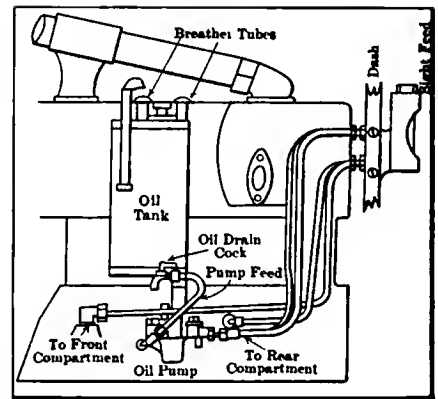 Breather Tubes
Dash
Sight Feed
Oil
Tank
Oil Drain
Cock
Pump Feed
To Front
Compartment
Oil Pump
To Rear
Compartment